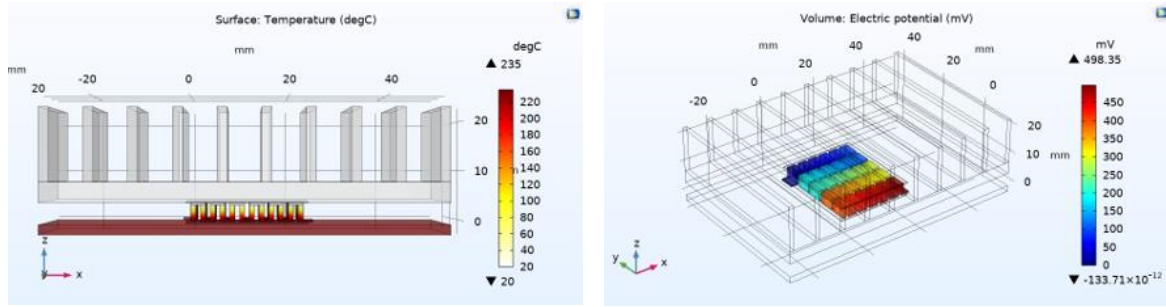 Surface: Temperature (degC)
mm
degC
▲ 235
mm
20
-20
0
20
40
20
10
0
220
200
180
160
140
120
100
80
60
40
20
▼ 20
z
y
x
Volume: Electric potential (mV)
mm
40
40
mm
20
20
0
0
-20
20
10
mm
0
mV
▲ 498.35
450
400
350
300
250
200
150
100
50
0
▼ -133.71×10⁻¹²
y
z
x